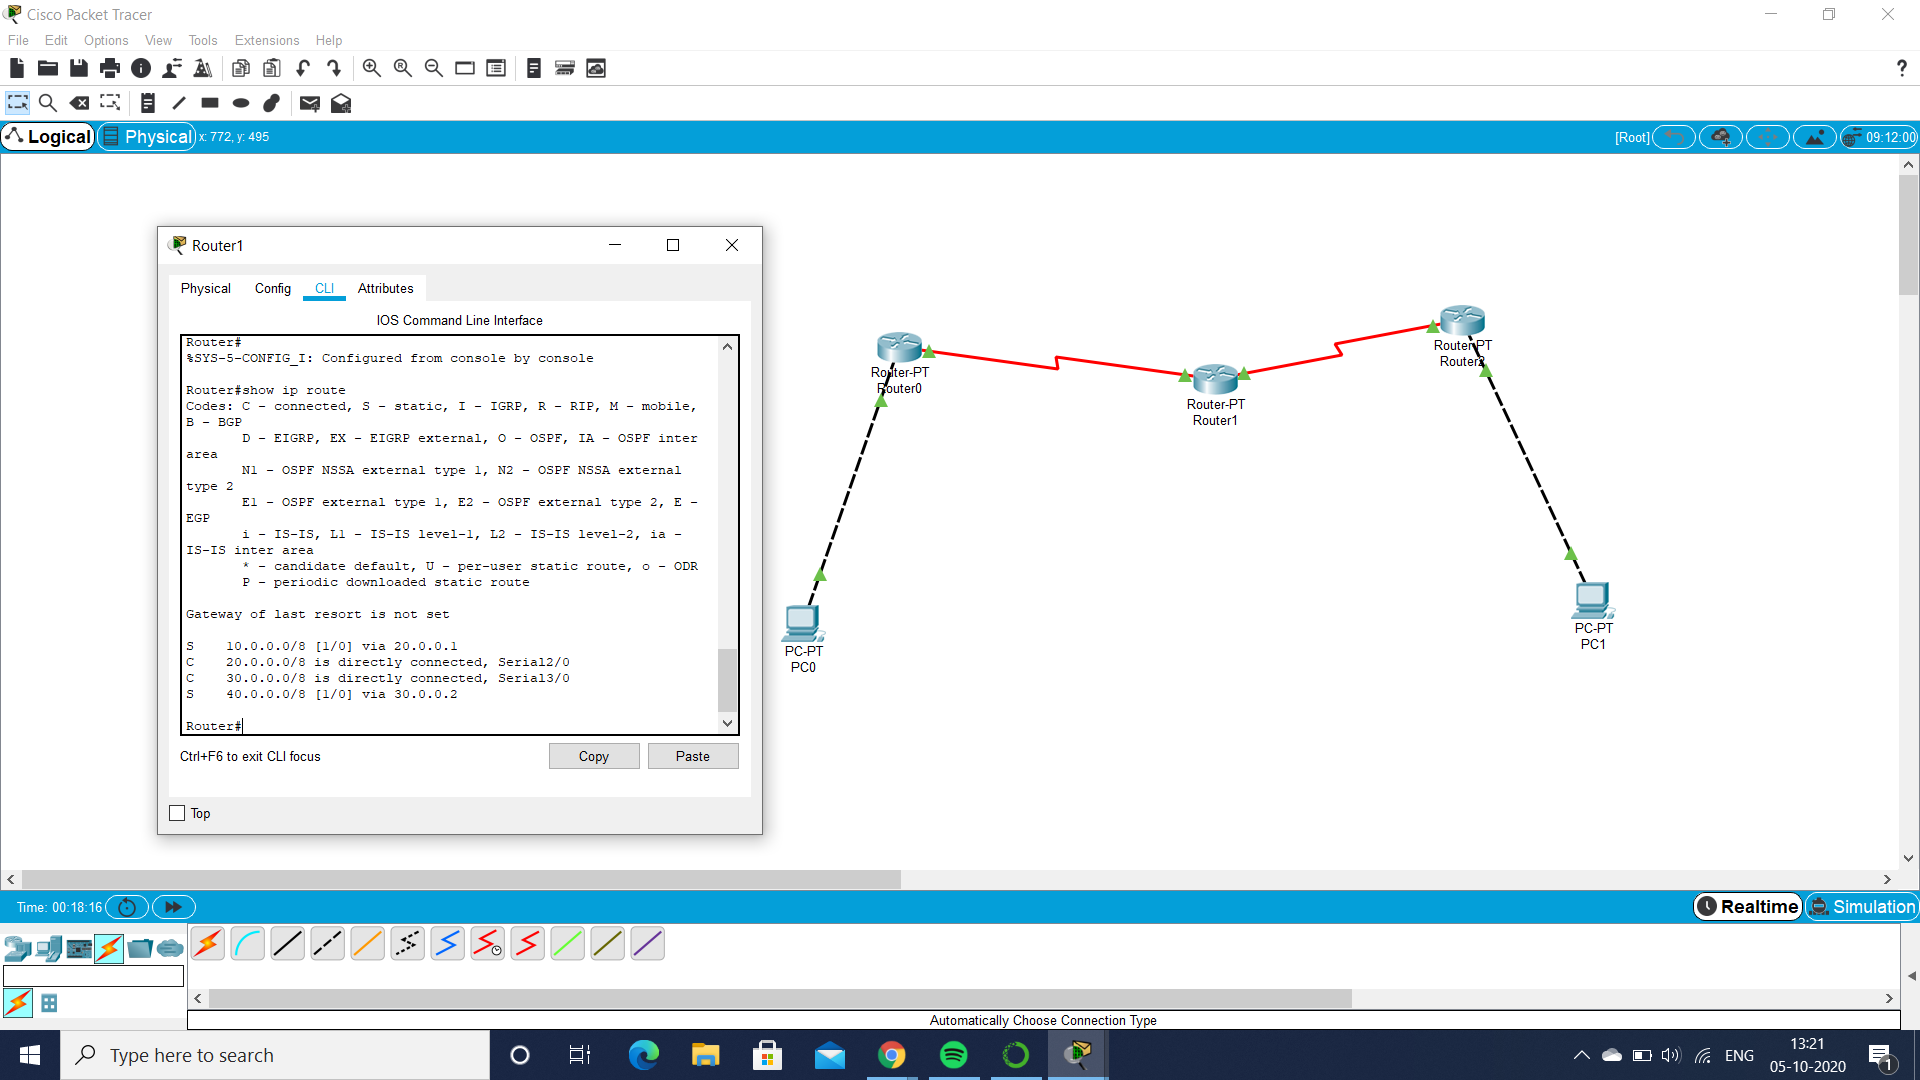 Cisco Packet Tracer
File Edit Options View Tools Extensions Help
Logical Physical x: 772, y: 495
[Root] 09:12:00
Router1
Physical Config CLI Attributes
IOS Command Line Interface
Router#
%SYS-5-CONFIG_I: Configured from console by console
Router#show ip route
Codes: C - connected, S - static, I - IGRP, R - RIP, M - mobile,
B - BGP
D - EIGRP, EX - EIGRP external, O - OSPF, IA - OSPF inter
area
N1 - OSPF NSSA external type 1, N2 - OSPF NSSA external
type 2
E1 - OSPF external type 1, E2 - OSPF external type 2, E -
EGP
i - IS-IS, L1 - IS-IS level-1, L2 - IS-IS level-2, ia -
IS-IS inter area
* - candidate default, U - per-user static route, o - ODR
P - periodic downloaded static route
Gateway of last resort is not set
S 10.0.0.0/8 [1/0] via 20.0.0.1
C 20.0.0.0/8 is directly connected, Serial2/0
C 30.0.0.0/8 is directly connected, Serial3/0
S 40.0.0.0/8 [1/0] via 30.0.0.2
Router#
Ctrl+F6 to exit CLI focus
Copy
Paste
Top
Router-PT
Router0
Router-PT
Router1
Router-PT
Router2
PC-PT
PC0
PC-PT
PC1
Time: 00:18:16
Realtime Simulation
Automatically Choose Connection Type
Type here to search
ENG
13:21
05-10-2020
1